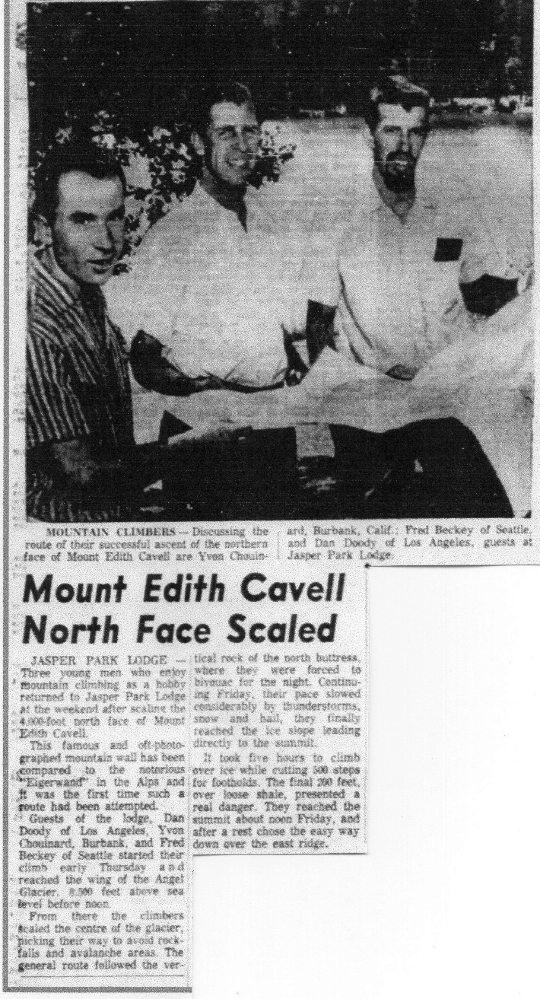 MOUNTAIN CLIMBERS — Discussing the
route of their successful ascent of the northern
face of Mount Edith Cavell are Yvon Chouin-
ard, Burbank, Calif.; Fred Beckey of Seattle,
and Dan Doody of Los Angeles, guests at
Jasper Park Lodge.
Mount Edith Cavell
North Face Scaled
JASPER PARK LODGE —
Three young men who enjoy
mountain climbing as a hobby
returned to Jasper Park Lodge
at the weekend after scaling the
4,000-foot north face of Mount
Edith Cavell.
This famous and oft-photo-
graphed mountain wall has been
compared to the notorious
"Eigerwand" in the Alps and
it was the first time such a
route had been attempted.
Guests of the lodge, Dan
Doody of Los Angeles, Yvon
Chouinard, Burbank, and Fred
Beckey of Seattle started their
climb early Thursday and
reached the wing of the Angel
Glacier, 8,500 feet above sea
level before noon.
From there the climbers
scaled the centre of the glacier,
picking their way to avoid rock-
falls and avalanche areas. The
general route followed the ver-
tical rock of the north buttress,
where they were forced to
bivouac for the night. Continu-
ing Friday, their pace slowed
considerably by thunderstorms,
snow and hail, they finally
reached the ice slope leading
directly to the summit.
It took five hours to climb
over ice while cutting 500 steps
for footholds. The final 200 feet,
over loose shale, presented a
real danger. They reached the
summit about noon Friday, and
after a rest chose the easy way
down over the east ridge.